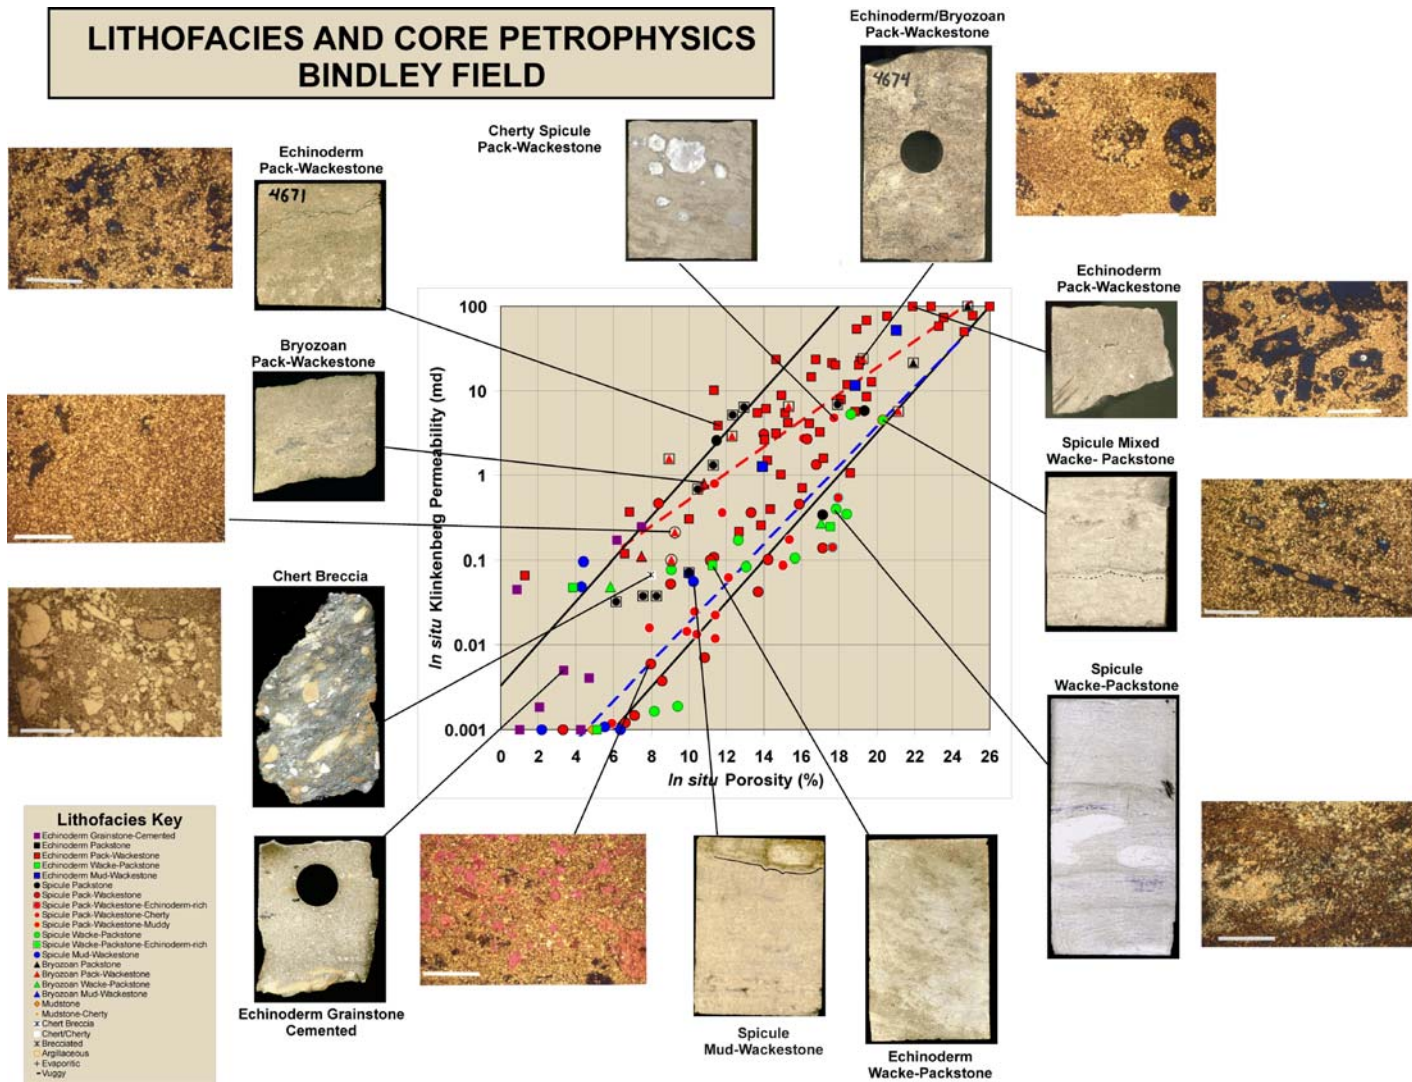 LITHOFACIES AND CORE PETROPHYSICS
BINDLEY FIELD
Echinoderm/Bryozoan
Pack-Wackestone
4674
Cherty Spicule
Pack-Wackestone
Echinoderm
Pack-Wackestone
4671
Echinoderm
Pack-Wackestone
Bryozoan
Pack-Wackestone
Spicule Mixed
Wacke- Packstone
Chert Breccia
Spicule
Wacke-Packstone
In situ Klinkenberg Permeability (md)
100
10
1
0.1
0.01
0.001
0 2 4 6 8 10 12 14 16 18 20 22 24 26
In situ Porosity (%)
Lithofacies Key
Echinoderm Grainstone-Cemented
Echinoderm Packstone
Echinoderm Pack-Wackestone
Echinoderm Wacke-Packstone
Echinoderm Mud-Wackestone
Spicule Packstone
Spicule Pack-Wackestone
Spicule Pack-Wackestone-Echinoderm-rich
Spicule Pack-Wackestone-Cherty
Spicule Pack-Wackestone-Muddy
Spicule Wacke-Packstone
Spicule Wacke-Packstone-Echinoderm-rich
Spicule Mud-Wackestone
Bryozoan Packstone
Bryozoan Pack-Wackestone
Bryozoan Wacke-Packstone
Bryozoan Mud-Wackestone
Mudstone
Mudstone-Cherty
Chert Breccia
Chert/Cherty
Brecciated
Argillaceous
Evaporitic
Vuggy
Echinoderm Grainstone
Cemented
Spicule
Mud-Wackestone
Echinoderm
Wacke-Packstone